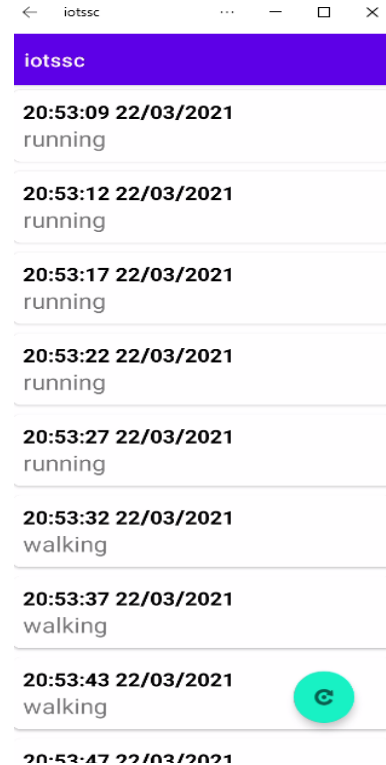 iotssc
iotssc
20:53:09 22/03/2021
running
20:53:12 22/03/2021
running
20:53:17 22/03/2021
running
20:53:22 22/03/2021
running
20:53:27 22/03/2021
running
20:53:32 22/03/2021
walking
20:53:37 22/03/2021
walking
20:53:43 22/03/2021
walking
20:53:47 22/03/2021